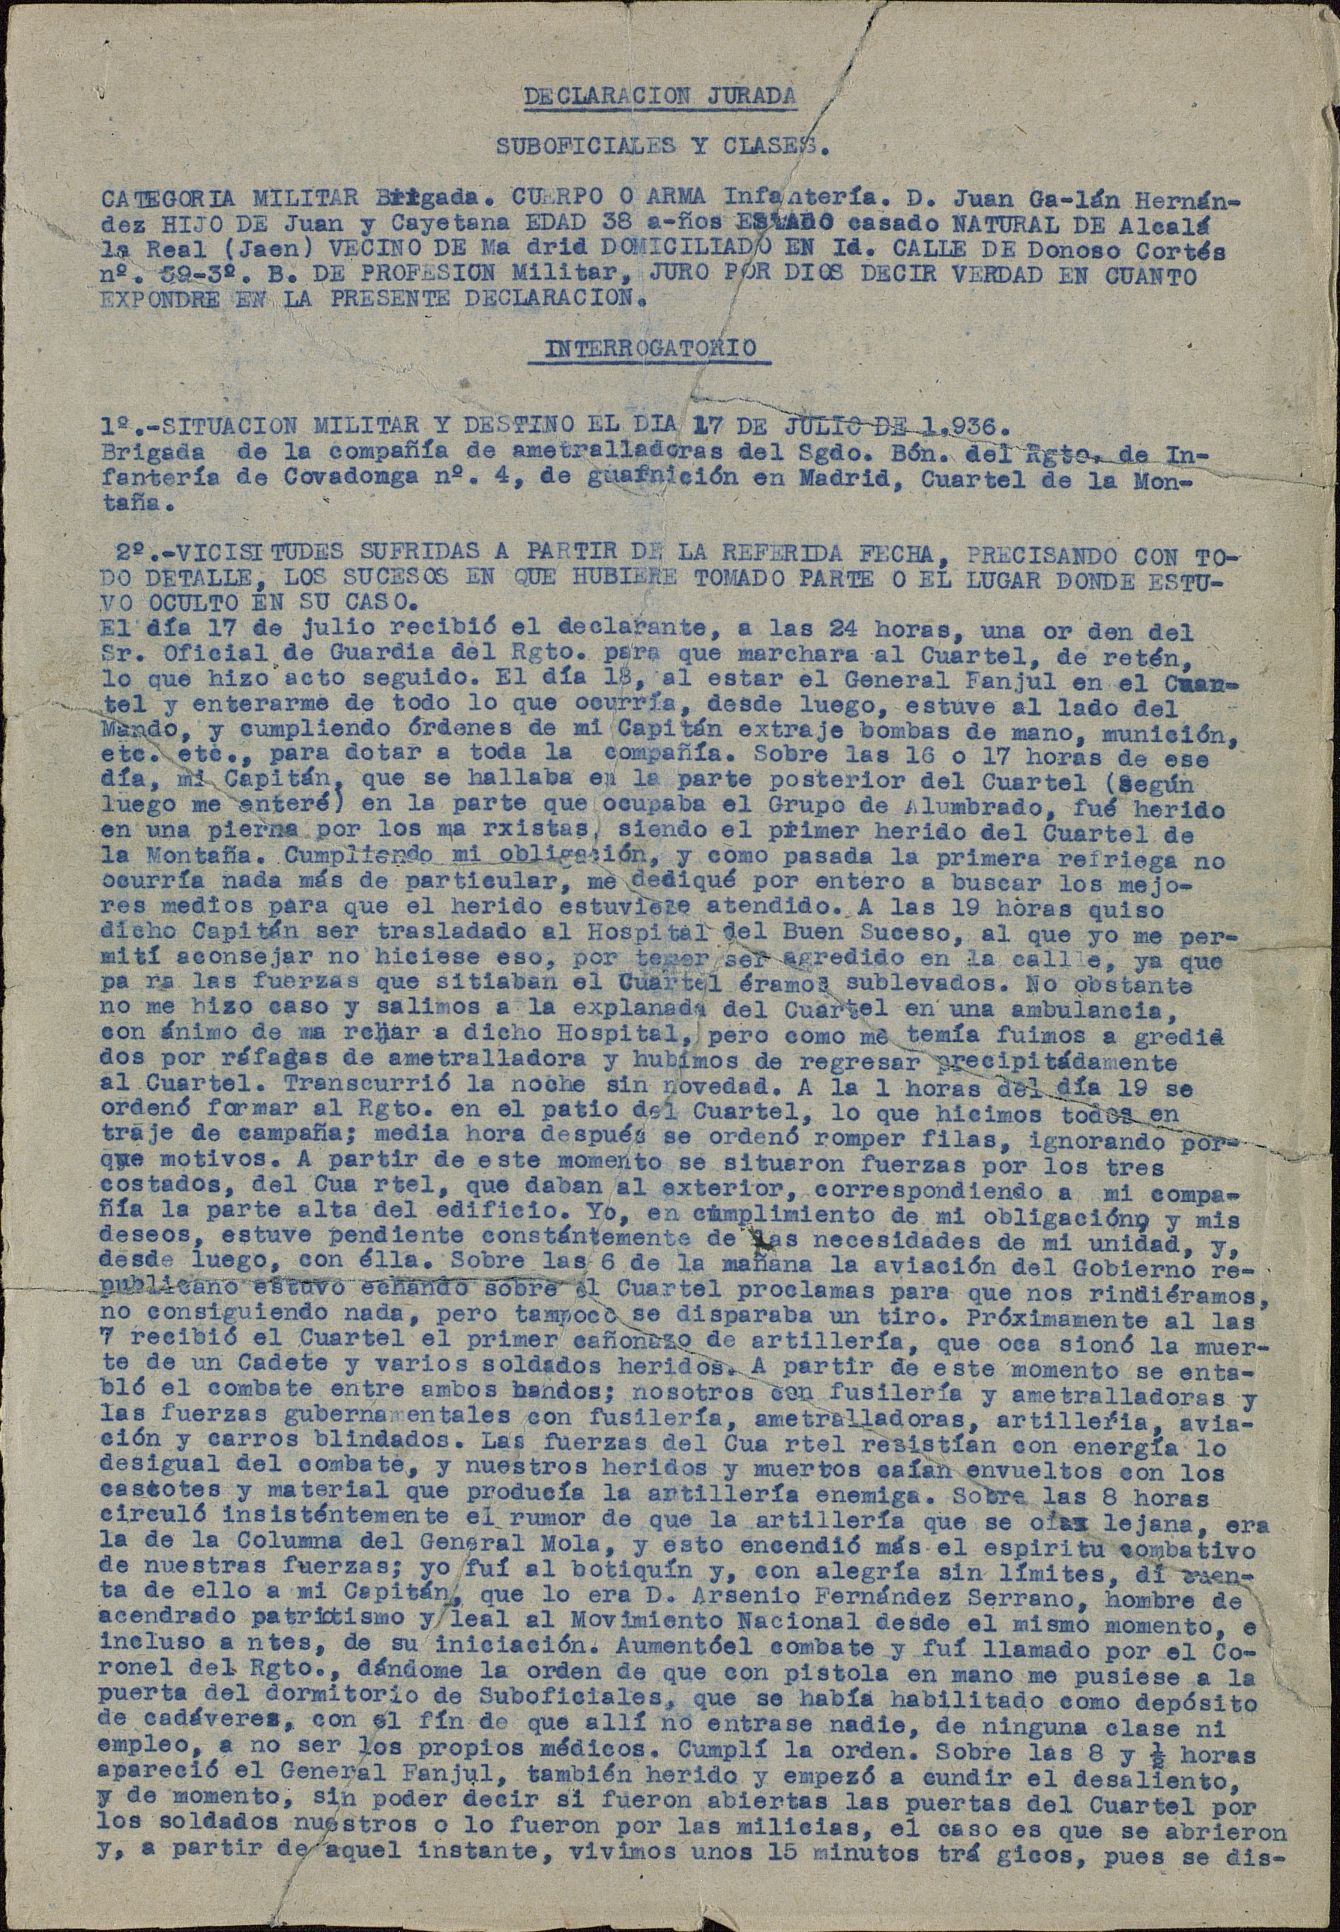 DECLARACION JURADA
SUBOFICIALES Y CLASES.
CATEGORIA MILITAR Brigada. CUERPO O ARMA Infantería. D. Juan Ga-lán Hernán-
dez HIJO DE Juan y Cayetana EDAD 38 a-ños ESTADO casado NATURAL DE Alcalá
la Real (Jaen) VECINO DE Ma drid DOMICILIADO EN Id. CALLE DE Donoso Cortés
nº. 59-3º. B. DE PROFESION Militar, JURO POR DIOS DECIR VERDAD EN CUANTO
EXPONDRE EN LA PRESENTE DECLARACION.
INTERROGATORIO
1º.-SITUACION MILITAR Y DESTINO EL DIA 17 DE JULIO DE 1.936.
Brigada de la compañía de ametralladoras del Sgdo. Bón. del Rgto. de In-
fantería de Covadonga nº. 4, de guarnición en Madrid, Cuartel de la Mon-
taña.
2º.-VICISITUDES SUFRIDAS A PARTIR DE LA REFERIDA FECHA, PRECISANDO CON TO-
DO DETALLE, LOS SUCESOS EN QUE HUBIERE TOMADO PARTE O EL LUGAR DONDE ESTU-
VO OCULTO EN SU CASO.
El día 17 de julio recibió el declarante, a las 24 horas, una or den del
Sr. Oficial de Guardia del Rgto. para que marchara al Cuartel, de retén,
lo que hizo acto seguido. El día 18, al estar el General Fanjul en el Cuar-
tel y enterarme de todo lo que ocurría, desde luego, estuve al lado del
Mando, y cumpliendo órdenes de mi Capitán extraje bombas de mano, munición,
etc. etc., para dotar a toda la compañía. Sobre las 16 o 17 horas de ese
día, mi Capitán, que se hallaba en la parte posterior del Cuartel (según
luego me enteré) en la parte que ocupaba el Grupo de Alumbrado, fué herido
en una pierna por los ma rxistas, siendo el primer herido del Cuartel de
la Montaña. Cumpliendo mi obligación, y como pasada la primera refriega no
ocurría nada más de particular, me dediqué por entero a buscar los mejo-
res medios para que el herido estuviese atendido. A las 19 horas quiso
dicho Capitán ser trasladado al Hospital del Buen Suceso, al que yo me per-
mití aconsejar no hiciese eso, por temer ser agredido en la callle, ya que
pa ra las fuerzas que sitiaban el Cuartel éramos sublevados. No obstante
no me hizo caso y salimos a la explanada del Cuartel en una ambulancia,
con ánimo de ma rchar a dicho Hospital, pero como me temía fuimos a gredid
dos por ráfagas de ametralladora y hubimos de regresar precipitádamente
al Cuartel. Transcurrió la noche sin novedad. A la 1 horas del día 19 se
ordenó formar al Rgto. en el patio del Cuartel, lo que hicimos todos en
traje de campaña; media hora después se ordenó romper filas, ignorando por-
que motivos. A partir de este momento se situaron fuerzas por los tres
costados, del Cua rtel, que daban al exterior, correspondiendo a mi compa-
ñía la parte alta del edificio. Yo, en cumplimiento de mi obligación, y mis
deseos, estuve pendiente constántemente de las necesidades de mi unidad, y,
desde luego, con élla. Sobre las 6 de la mañana la aviación del Gobierno re-
publicano estuvo echando sobre el Cuartel proclamas para que nos rindiéramos,
no consiguiendo nada, pero tampoco se disparaba un tiro. Próximamente al las
7 recibió el Cuartel el primer cañonazo de artillería, que oca sionó la muer-
te de un Cadete y varios soldados heridos. A partir de este momento se enta-
bló el combate entre ambos bandos; nosotros con fusilería y ametralladoras y
las fuerzas gubernamentales con fusilería, ametralladoras, artillería, avia-
ción y carros blindados. Las fuerzas del Cua rtel resistían con energía lo
desigual del combate, y nuestros heridos y muertos caían envueltos con los
cascotes y material que producía la artillería enemiga. Sobre las 8 horas
circuló insisténtemente el rumor de que la artillería que se oía lejana, era
la de la Columna del General Mola, y esto encendió más el espiritu combativo
de nuestras fuerzas; yo fuí al botiquín y, con alegría sin límites, dí cuen-
ta de ello a mi Capitán, que lo era D. Arsenio Fernández Serrano, hombre de
acendrado patriotismo y leal al Movimiento Nacional desde el mismo momento, e
incluso a ntes, de su iniciación. Aumentóel combate y fuí llamado por el Co-
ronel del Rgto., dándome la orden de que con pistola en mano me pusiese a la
puerta del dormitorio de Suboficiales, que se había habilitado como depósito
de cadáveres, con el fín de que allí no entrase nadie, de ninguna clase ni
empleo, a no ser los propios médicos. Cumplí la orden. Sobre las 8 y ½ horas
apareció el General Fanjul, también herido y empezó a cundir el desaliento,
y de momento, sin poder decir si fueron abiertas las puertas del Cuartel por
los soldados nuestros o lo fueron por las milicias, el caso es que se abrieron
y, a partir de aquel instante, vivimos unos 15 minutos trá gicos, pues se dis-